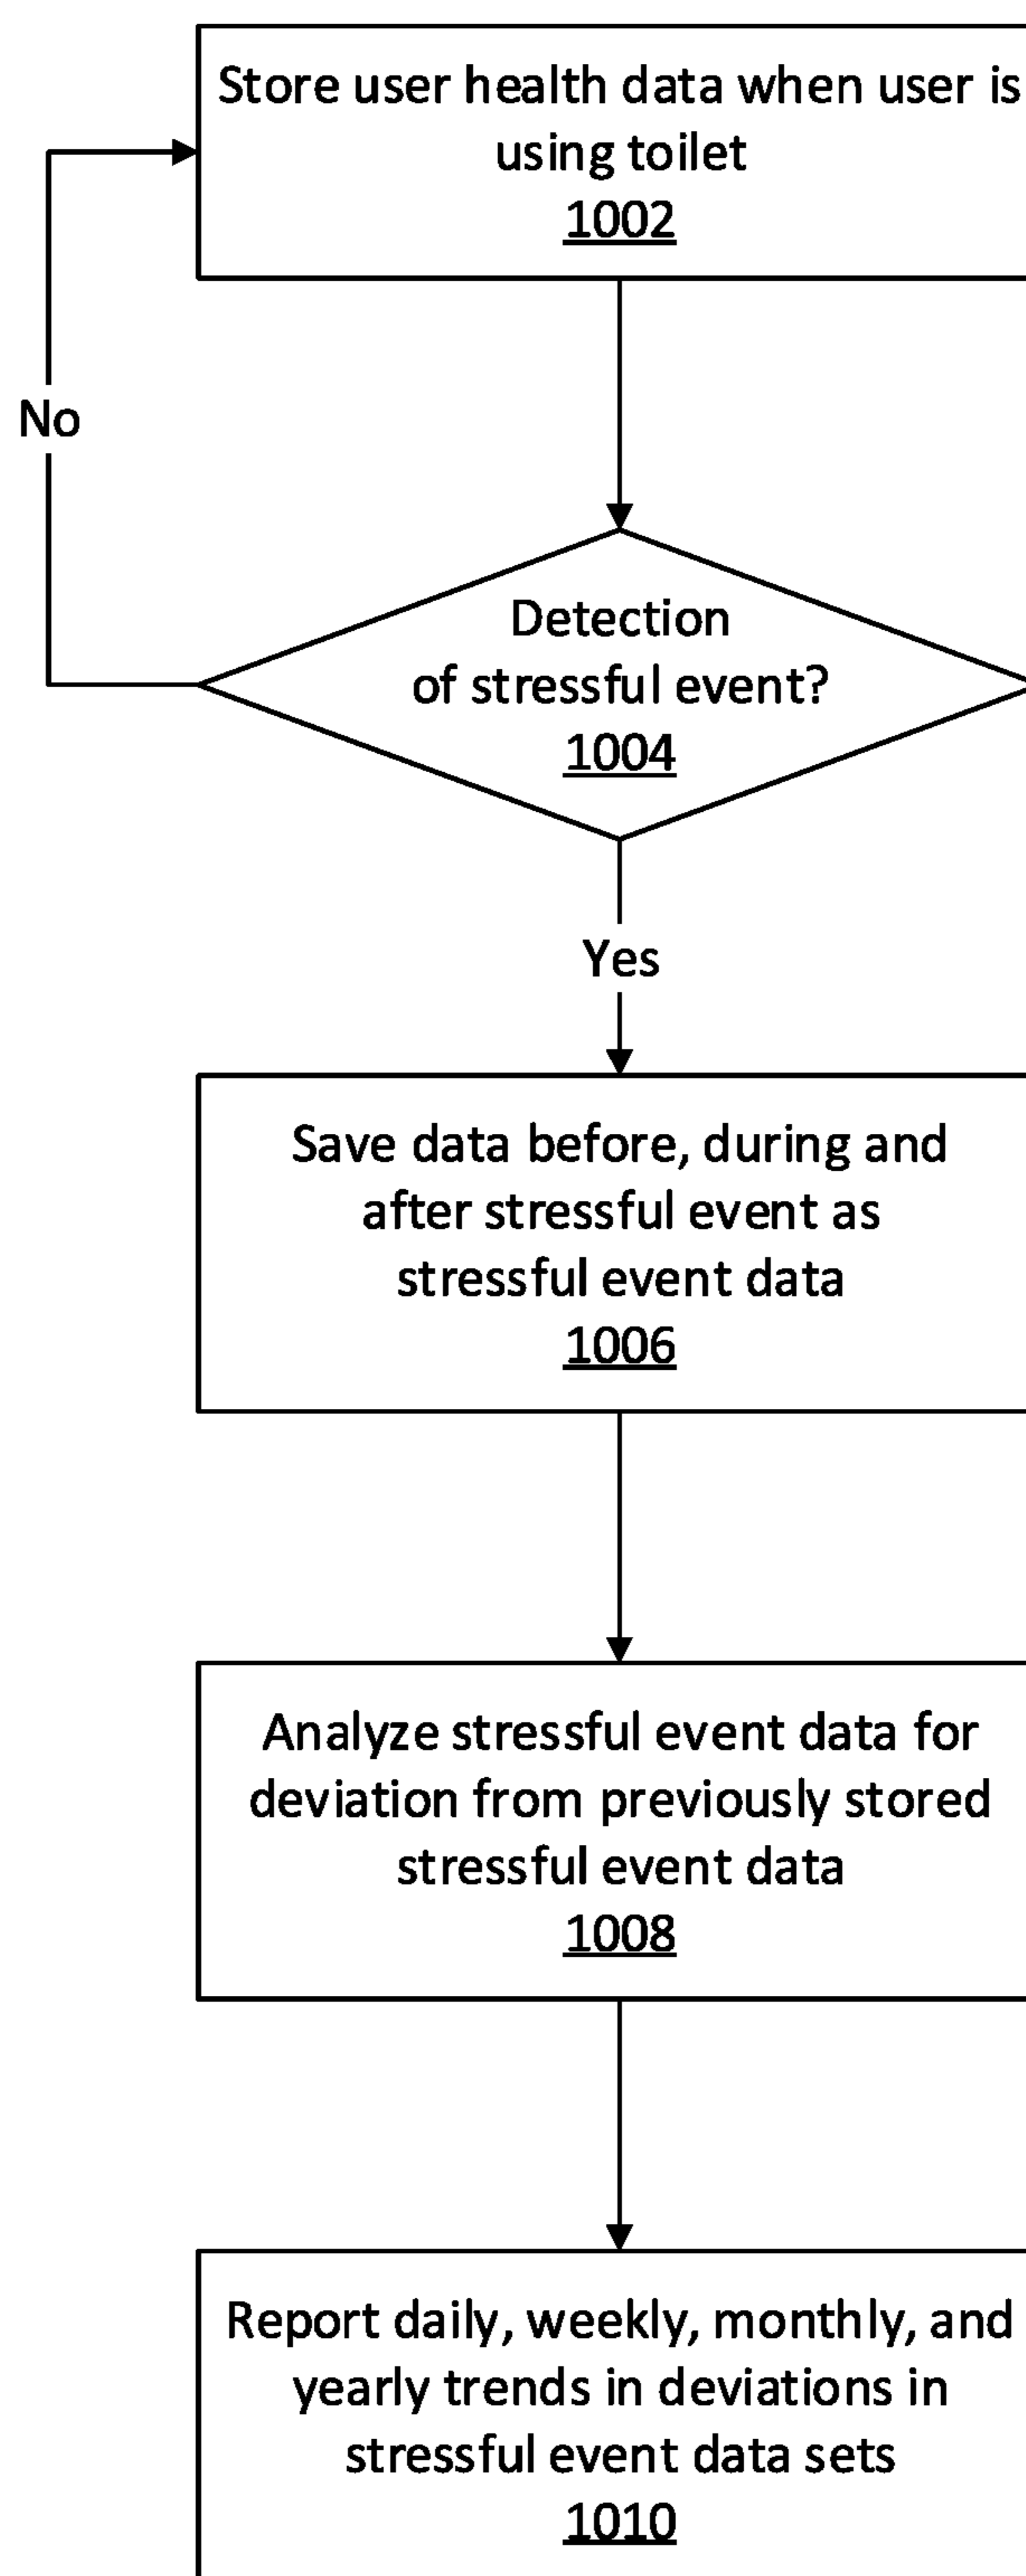 Store user health data when user is
using toilet
1002
No
Detection
of stressful event?
1004
Yes
Save data before, during and
after stressful event as
stressful event data
1006
Analyze stressful event data for
deviation from previously stored
stressful event data
1008
Report daily, weekly, monthly, and
yearly trends in deviations in
stressful event data sets
1010